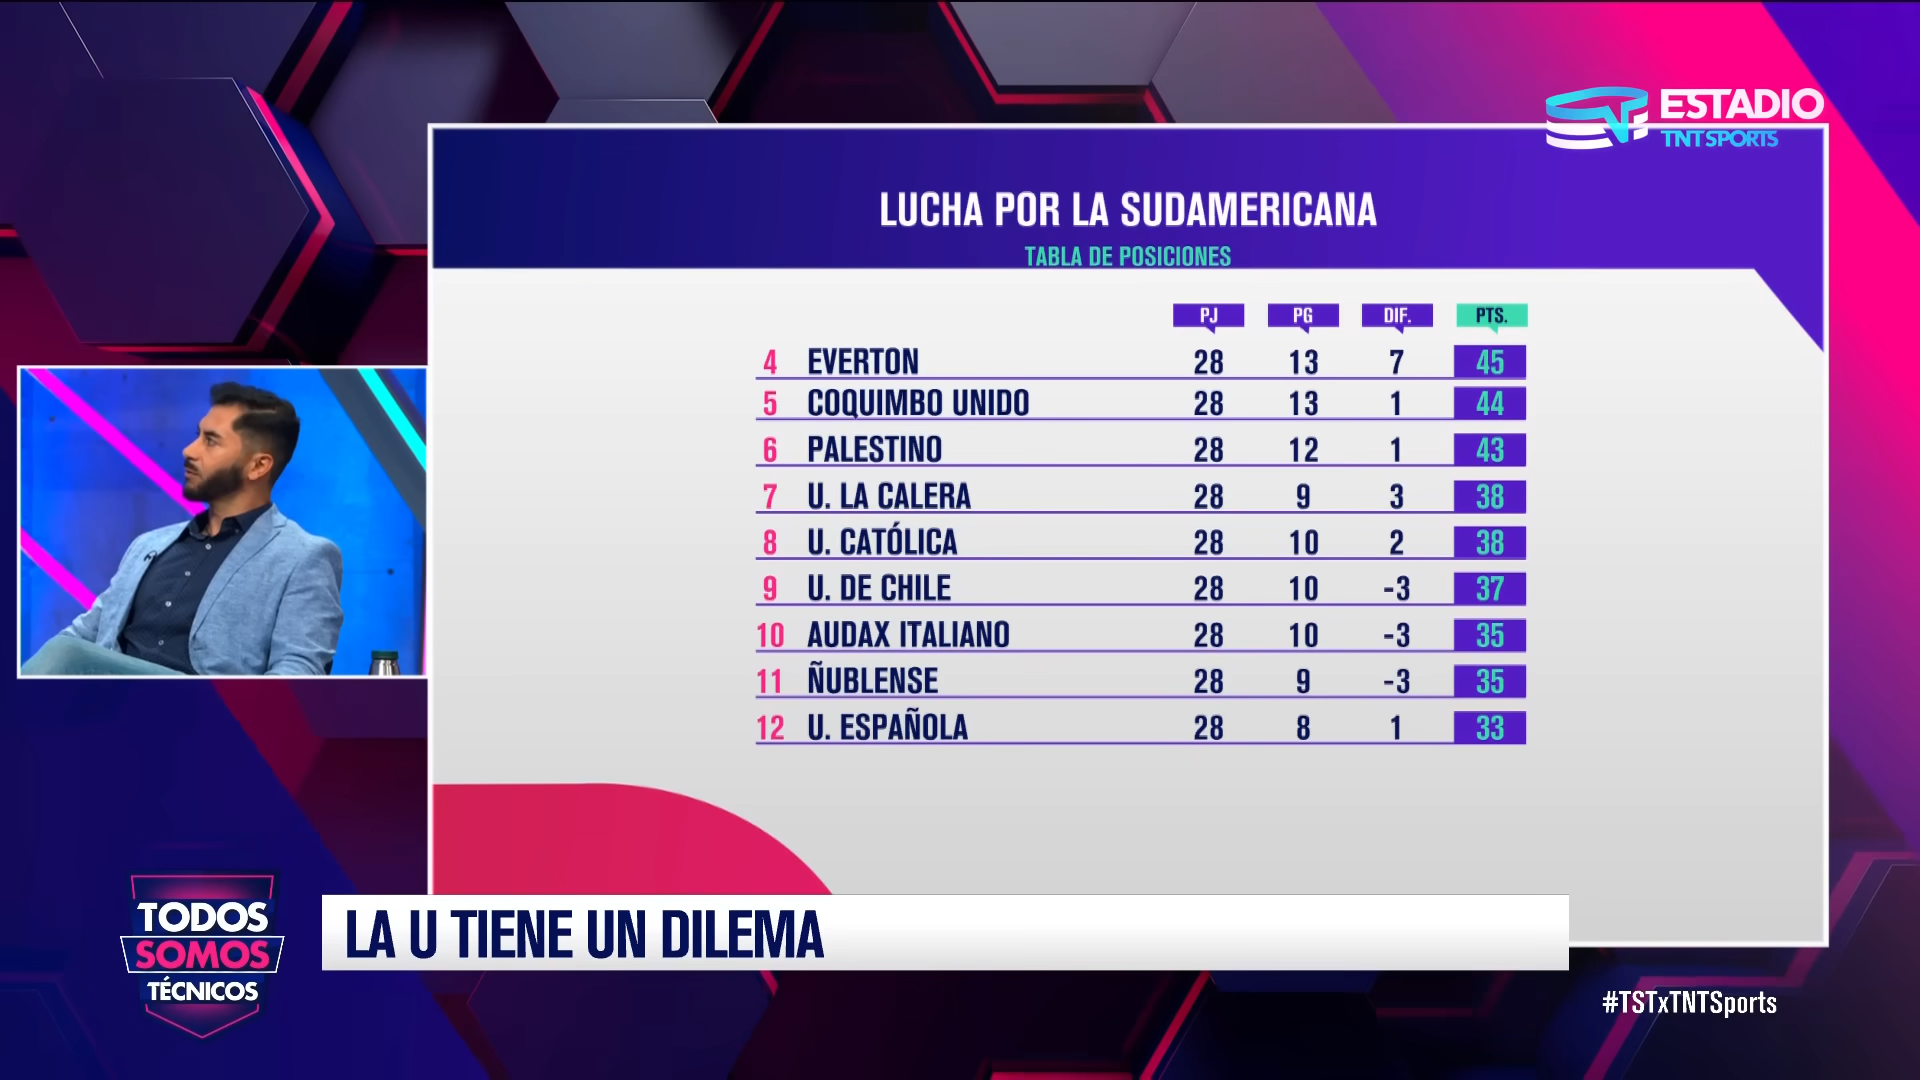 ESTADIO
TNT SPORTS
LUCHA POR LA SUDAMERICANA
TABLA DE POSICIONES
PJ PG DIF. PTS.
4 EVERTON 28 13 7 45
5 COQUIMBO UNIDO 28 13 1 44
6 PALESTINO 28 12 1 43
7 U. LA CALERA 28 9 3 38
8 U. CATÓLICA 28 10 2 38
9 U. DE CHILE 28 10 -3 37
10 AUDAX ITALIANO 28 10 -3 35
11 ÑUBLENSE 28 9 -3 35
12 U. ESPAÑOLA 28 8 1 33
TODOS
SOMOS
TÉCNICOS
LA U TIENE UN DILEMA
#TSTxTNTSports